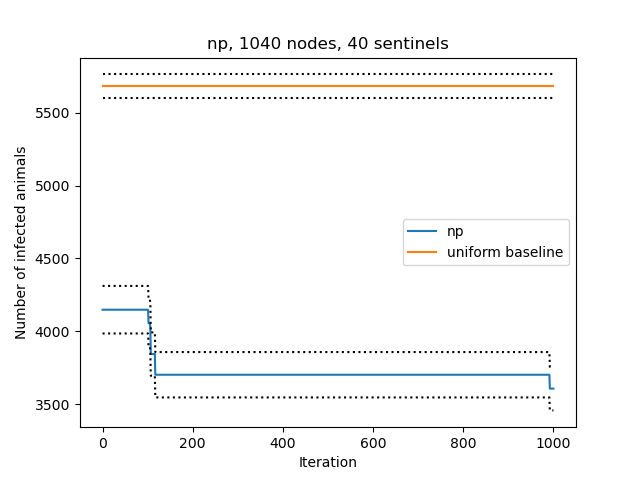 np, 1040 nodes, 40 sentinels
Number of infected animals
5500
5000
4500
4000
3500
np
uniform baseline
0 200 400 600 800 1000
Iteration